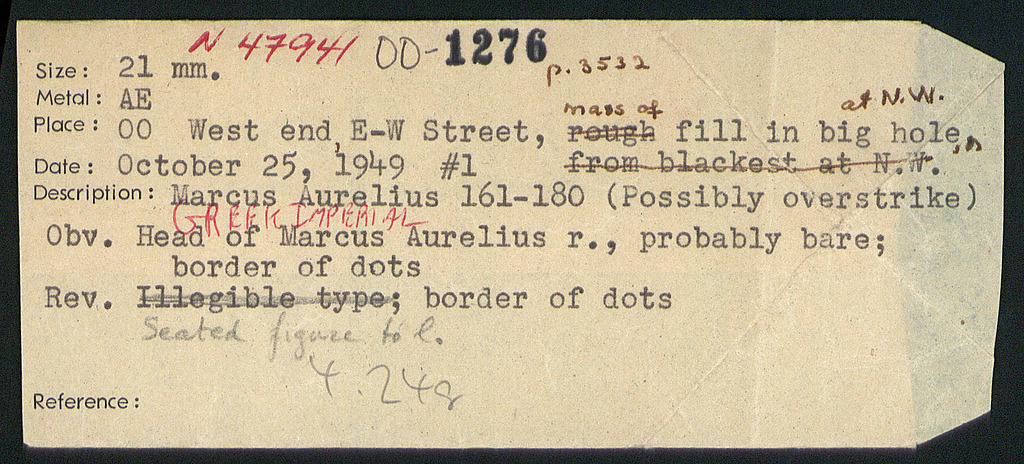 N 47941 OO-1276 p. 3532
Size: 21 mm.
Metal: AE
mass of at N.W.
Place: OO West end, E-W Street, rough fill in big hole,
Date: October 25, 1949 #1 from blackest at N.W.
Description: Marcus Aurelius 161-180 (Possibly overstrike)
GREEK IMPERIAL
Obv. Head of Marcus Aurelius r., probably bare;
border of dots
Rev. Illegible type; border of dots
Seated figure to l.
4.24g
Reference: